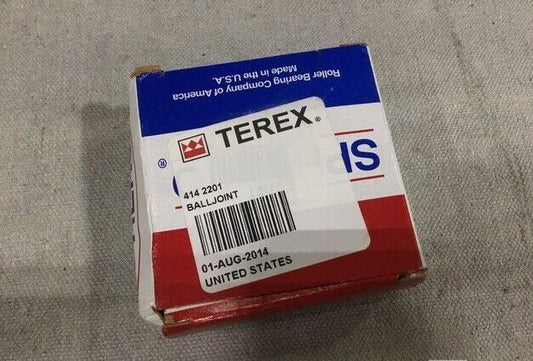 Roller Bearing Company of America
Made in the U.S.A.
TEREX®
®
414 2201
BALLJOINT
01-AUG-2014
UNITED STATES